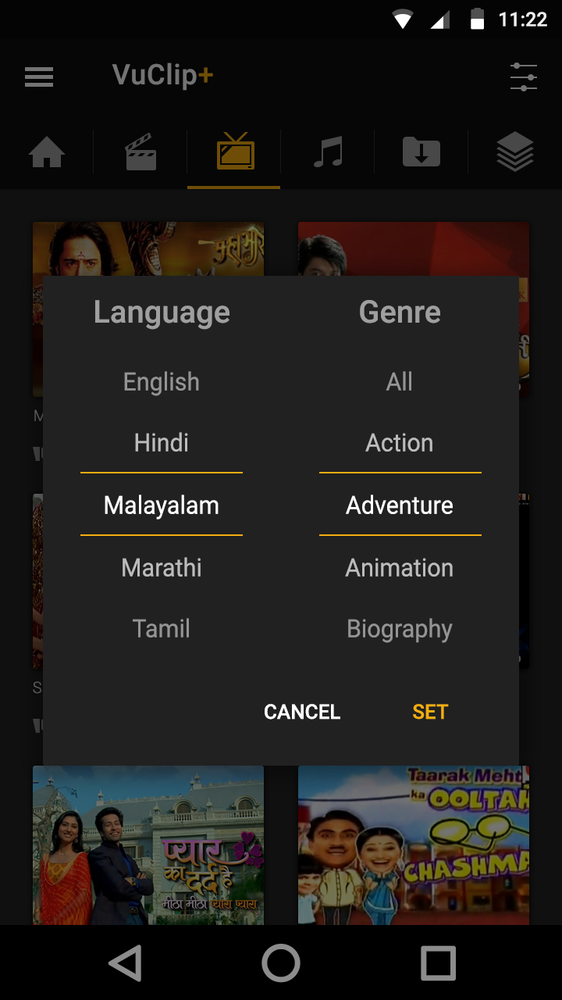 11:22
VuClip+
महाभार
Language
Genre
English
All
Hindi
Action
Malayalam
Adventure
Marathi
Animation
Tamil
Biography
CANCEL
SET
M
S
Taarak Meht
ka OOLTAH
CHASHMA
प्यार
का दर्द है
मीठा मीठा प्यारा प्यारा